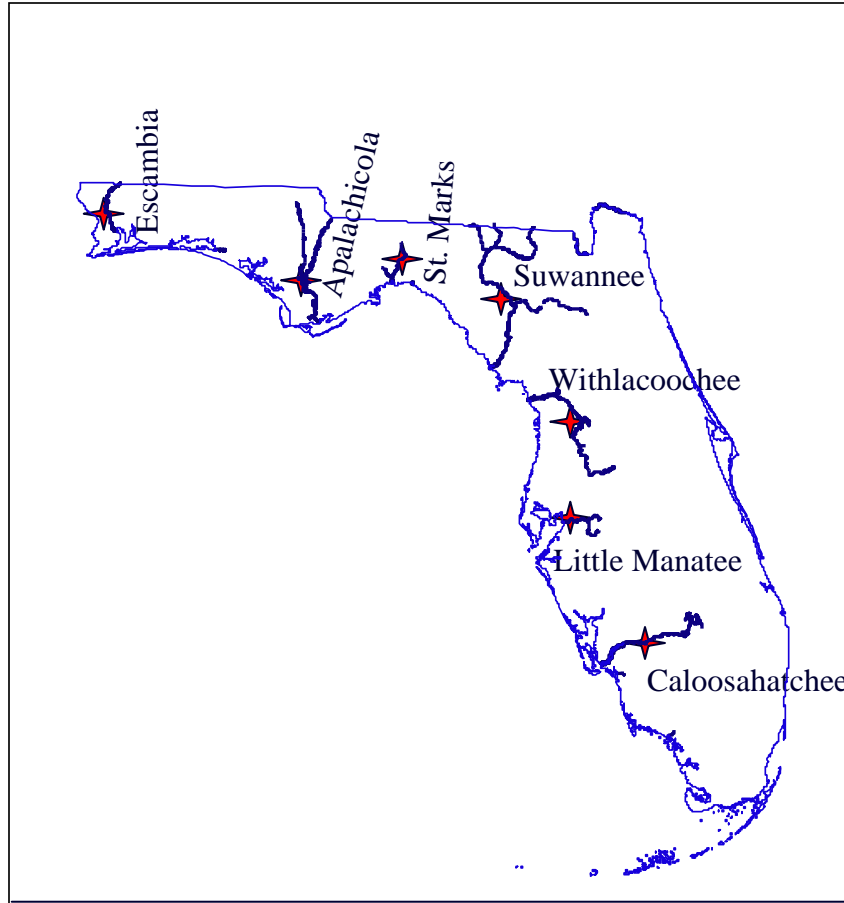 Escambia
Apalachicola
St. Marks
Suwannee
Withlacoochee
Little Manatee
Caloosahatchee